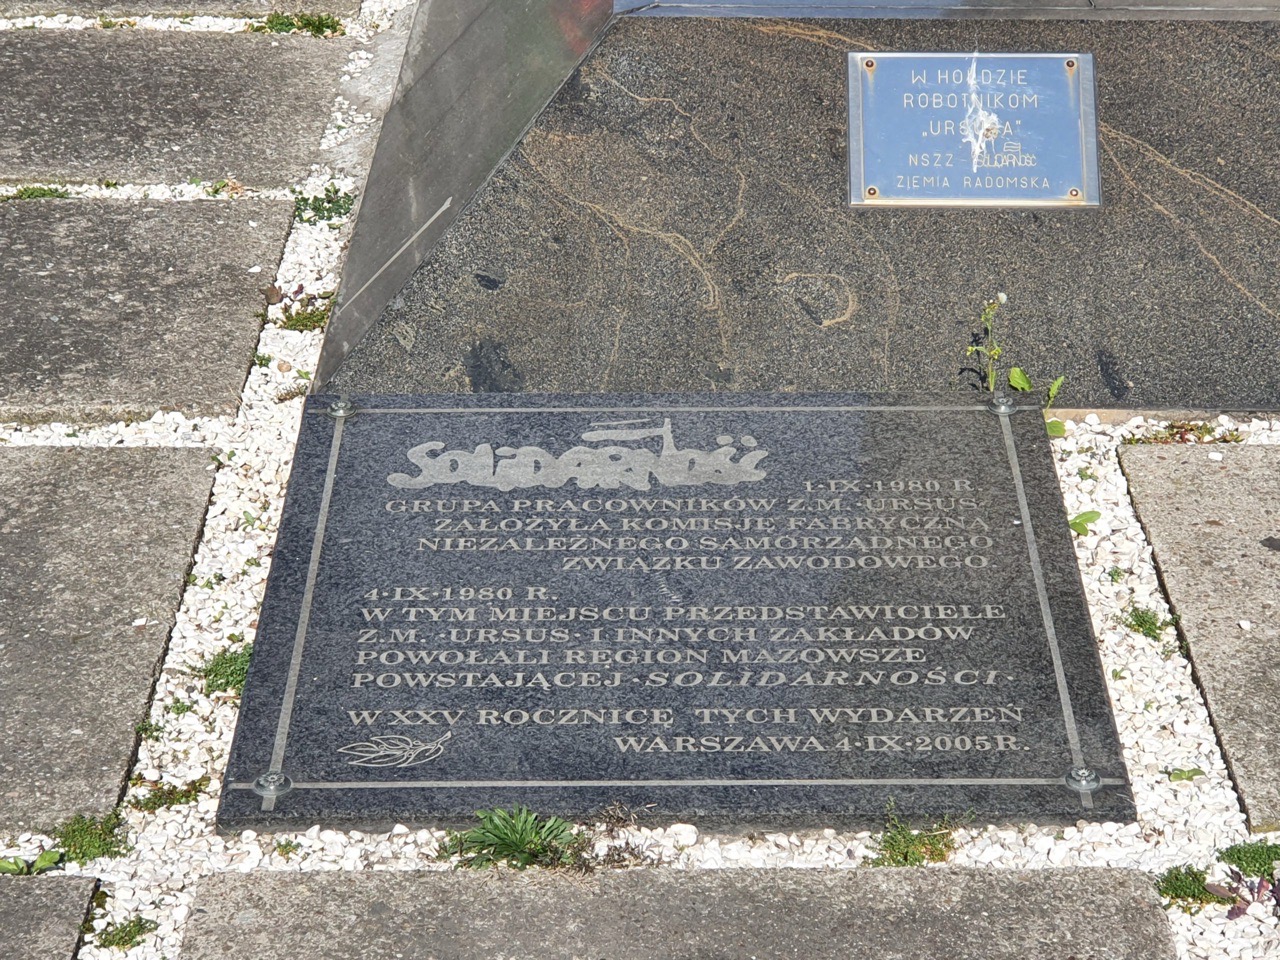 W HOŁDZIE
ROBOTNIKOM
NSZZ -
ZIEMIA RADOMSKA
Solidarność
1·IX·1980 R.
GRUPA PRACOWNIKÓW Z.M.·URSUS·
ZAŁOŻYŁA KOMISJĘ FABRYCZNĄ
NIEZALEŻNEGO SAMORZĄDNEGO
ZWIĄZKU ZAWODOWEGO.
4·IX·1980 R.
W TYM MIEJSCU PRZEDSTAWICIELE
Z.M. ·URSUS· I INNYCH ZAKŁADÓW
POWOŁALI REGION MAZOWSZE
POWSTAJĄCEJ·SOLIDARNOŚCI·
W XXV ROCZNICĘ TYCH WYDARZEŃ
WARSZAWA 4·IX·2005 R.